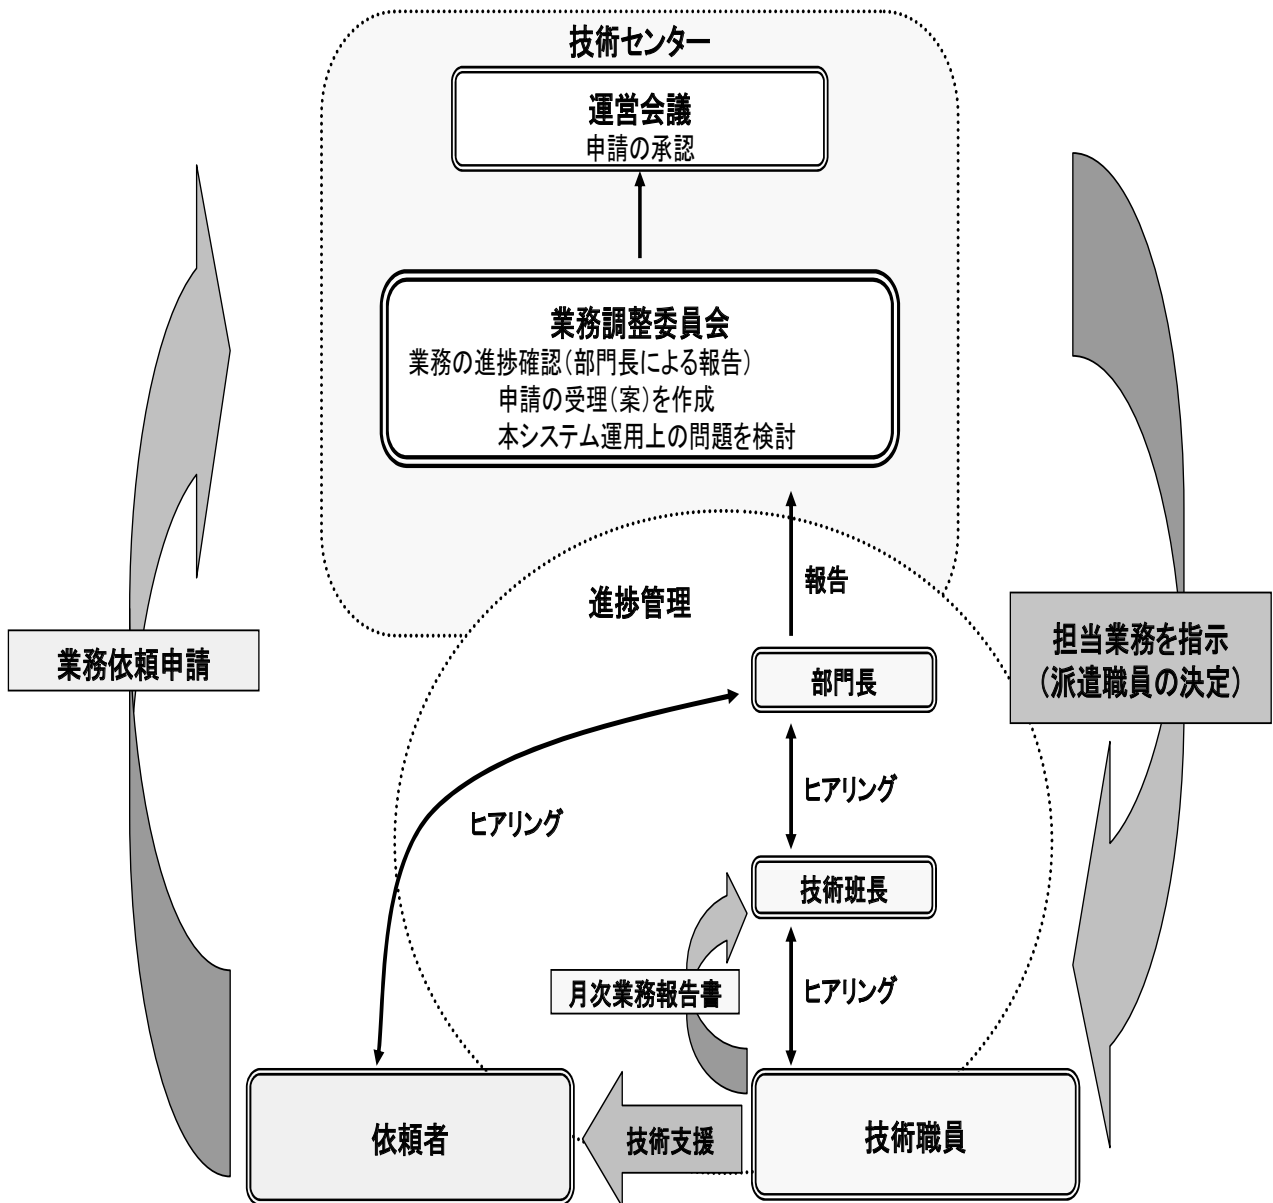 技術センター
運営会議
申請の承認
業務調整委員会
業務の進捗確認(部門長による報告)
申請の受理(案)を作成
本システム運用上の問題を検討
報告
進捗管理
業務依頼申請
担当業務を指示
(派遣職員の決定)
部門長
ヒアリング
ヒアリング
技術班長
月次業務報告書
ヒアリング
依頼者
技術支援
技術職員